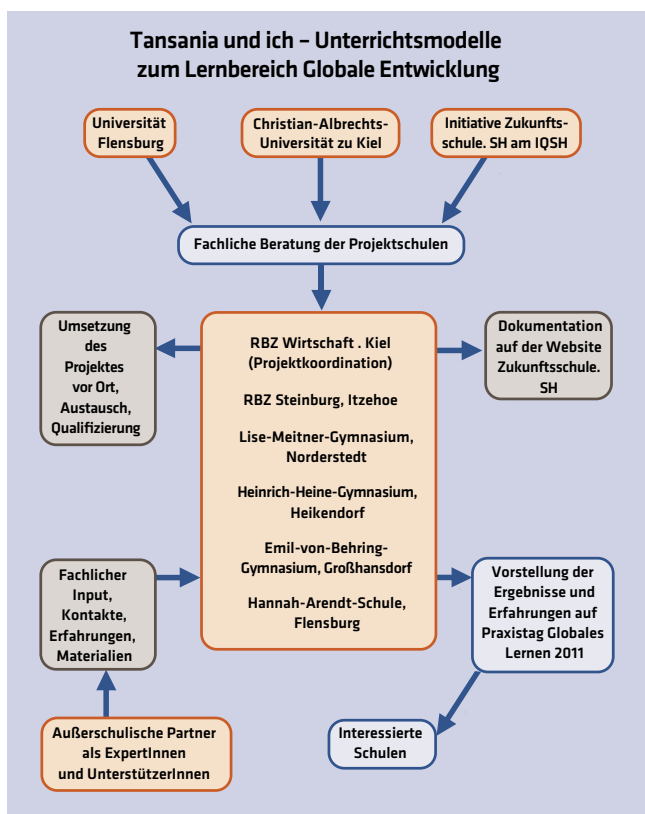 Tansania und ich – Unterrichtsmodelle
zum Lernbereich Globale Entwicklung
Universität
Flensburg
Christian-Albrechts-
Universität zu Kiel
Initiative Zukunfts-
schule. SH am IQSH
Fachliche Beratung der Projektschulen
Umsetzung
des
Projektes
vor Ort,
Austausch,
Qualifizierung
RBZ Wirtschaft . Kiel
(Projektkoordination)
RBZ Steinburg, Itzehoe
Lise-Meitner-Gymnasium,
Norderstedt
Heinrich-Heine-Gymnasium,
Heikendorf
Emil-von-Behring-
Gymnasium, Großhansdorf
Hannah-Arendt-Schule,
Flensburg
Dokumentation
auf der Website
Zukunftsschule.
SH
Fachlicher
Input,
Kontakte,
Erfahrungen,
Materialien
Vorstellung der
Ergebnisse und
Erfahrungen auf
Praxistag Globales
Lernen 2011
Außerschulische Partner
als ExpertInnen
und UnterstützerInnen
Interessierte
Schulen